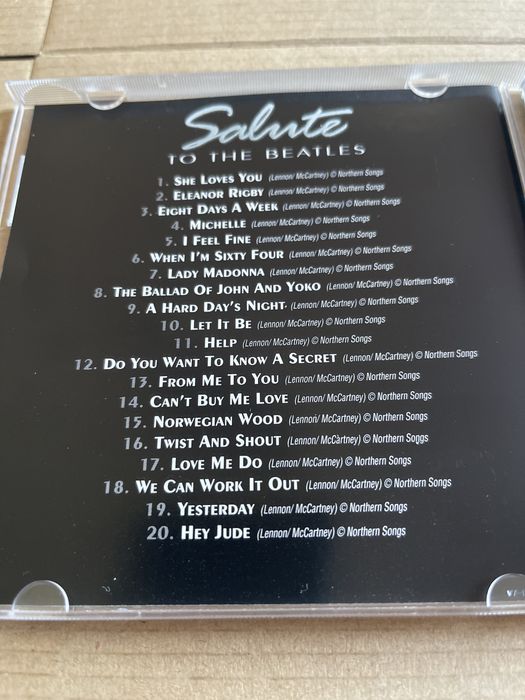 Salute
TO THE BEATLES
1. SHE LOVES YOU (Lennon/ McCartney) © Northern Songs
2. ELEANOR RIGBY (Lennon/ McCartney) © Northern Songs
3. EIGHT DAYS A WEEK (Lennon/ McCartney) © Northern Songs
4. MICHELLE (Lennon/ McCartney) © Northern Songs
5. I FEEL FINE (Lennon/ McCartney) © Northern Songs
6. WHEN I'M SIXTY FOUR (Lennon/ McCartney) © Northern Songs
7. LADY MADONNA (Lennon/ McCartney) © Northern Songs
8. THE BALLAD OF JOHN AND YOKO (Lennon/ McCartney) © Northern Songs
9. A HARD DAY'S NIGHT. (Lennon/ McCartney) © Northern Songs
10. LET IT BE (Lennon/ McCartney) © Northern Songs
11. HELP (Lennon/ McCartney) © Northern Songs
12. DO YOU WANT TO KNOW A SECRET (Lennon/ McCartney) © Northern Songs
13. FROM ME TO YOU (Lennon/ McCartney) © Northern Songs
14. CAN'T BUY ME LOVE (Lennon/ McCartney) © Northern Songs
15. NORWEGIAN WOOD (Lennon/ McCartney) © Northern Songs
16. TWIST AND SHOUT (Lennon/ McCartney) © Northern Songs
17. LOVE ME DO (Lennon/ McCartney) © Northern Songs
18. WE CAN WORK IT OUT (Lennon/ McCartney) © Northern Songs
19. YESTERDAY (Lennon/ McCartney) © Northern Songs
20. HEY JUDE (Lennon/ McCartney) © Northern Songs